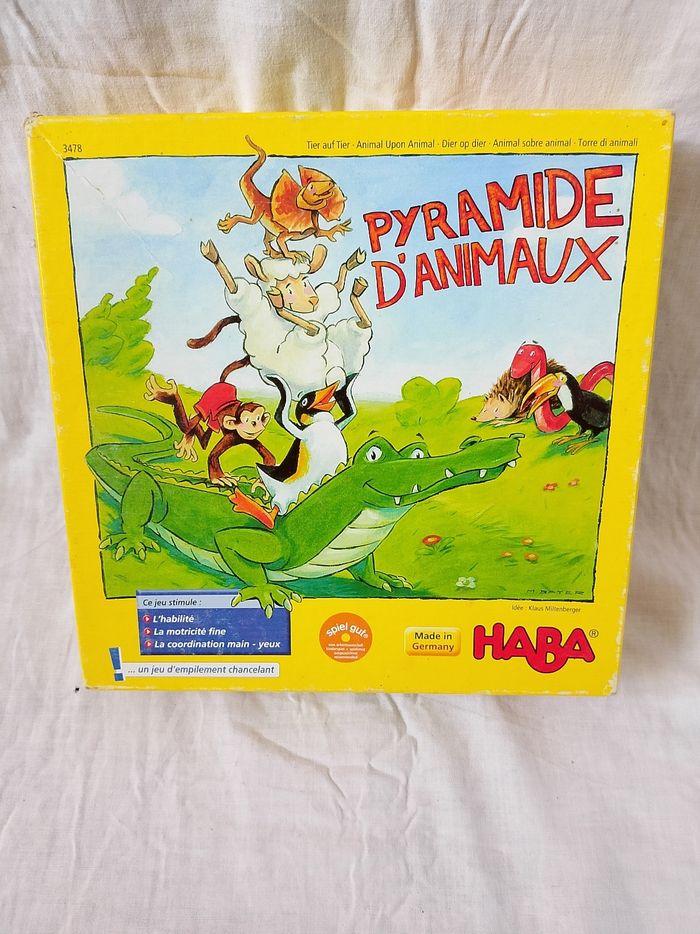 3478
Tier auf Tier · Animal Upon Animal · Dier op dier · Animal sobre animal · Torre di animali
PYRAMIDE
D'ANIMAUX
M. BAYER
Idée : Klaus Miltenberger
Ce jeu stimule :
L'habilité
La motricité fine
La coordination main - yeux
... un jeu d'empilement chancelant
spiel gut®
Made in
Germany
HABA®